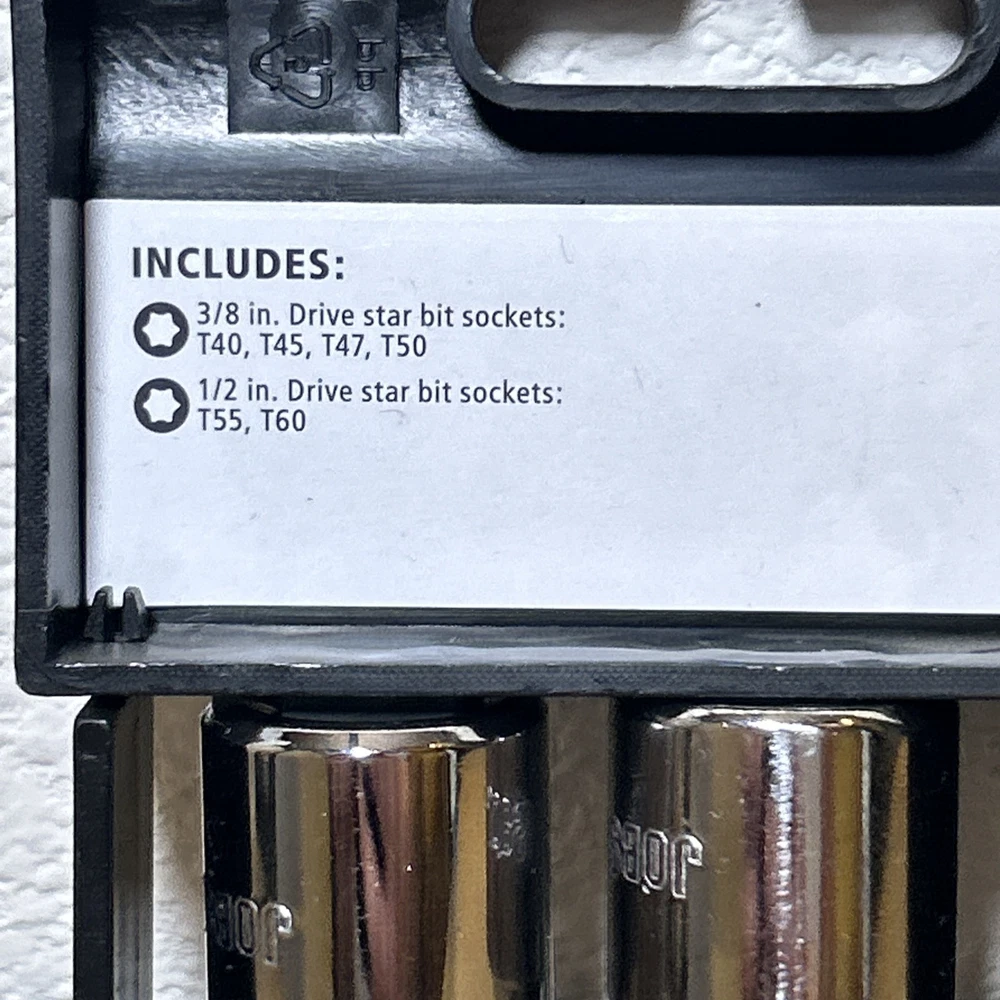 INCLUDES:
3/8 in. Drive star bit sockets:
T40, T45, T47, T50
1/2 in. Drive star bit sockets:
T55, T60